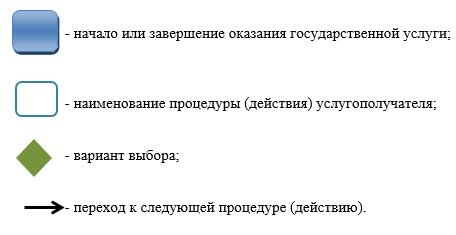 - начало или завершение оказания государственной услуги;
- наименование процедуры (действия) услугополучателя;
- вариант выбора;
- переход к следующей процедуре (действию).